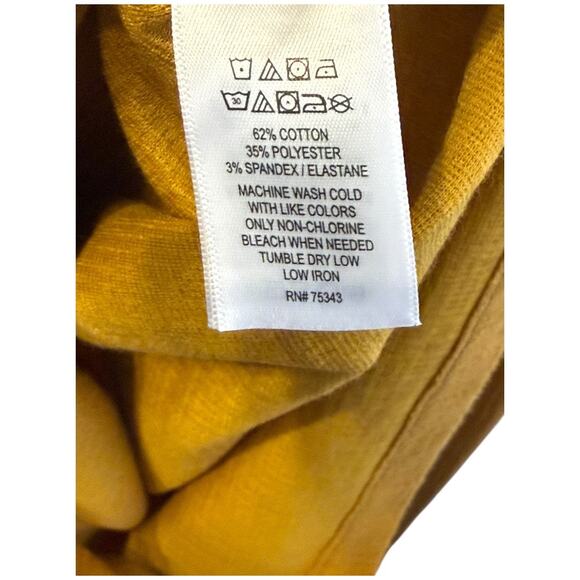 30
62% COTTON
35% POLYESTER
3% SPANDEX / ELASTANE
MACHINE WASH COLD
WITH LIKE COLORS
ONLY NON-CHLORINE
BLEACH WHEN NEEDED
TUMBLE DRY LOW
LOW IRON
RN# 75343